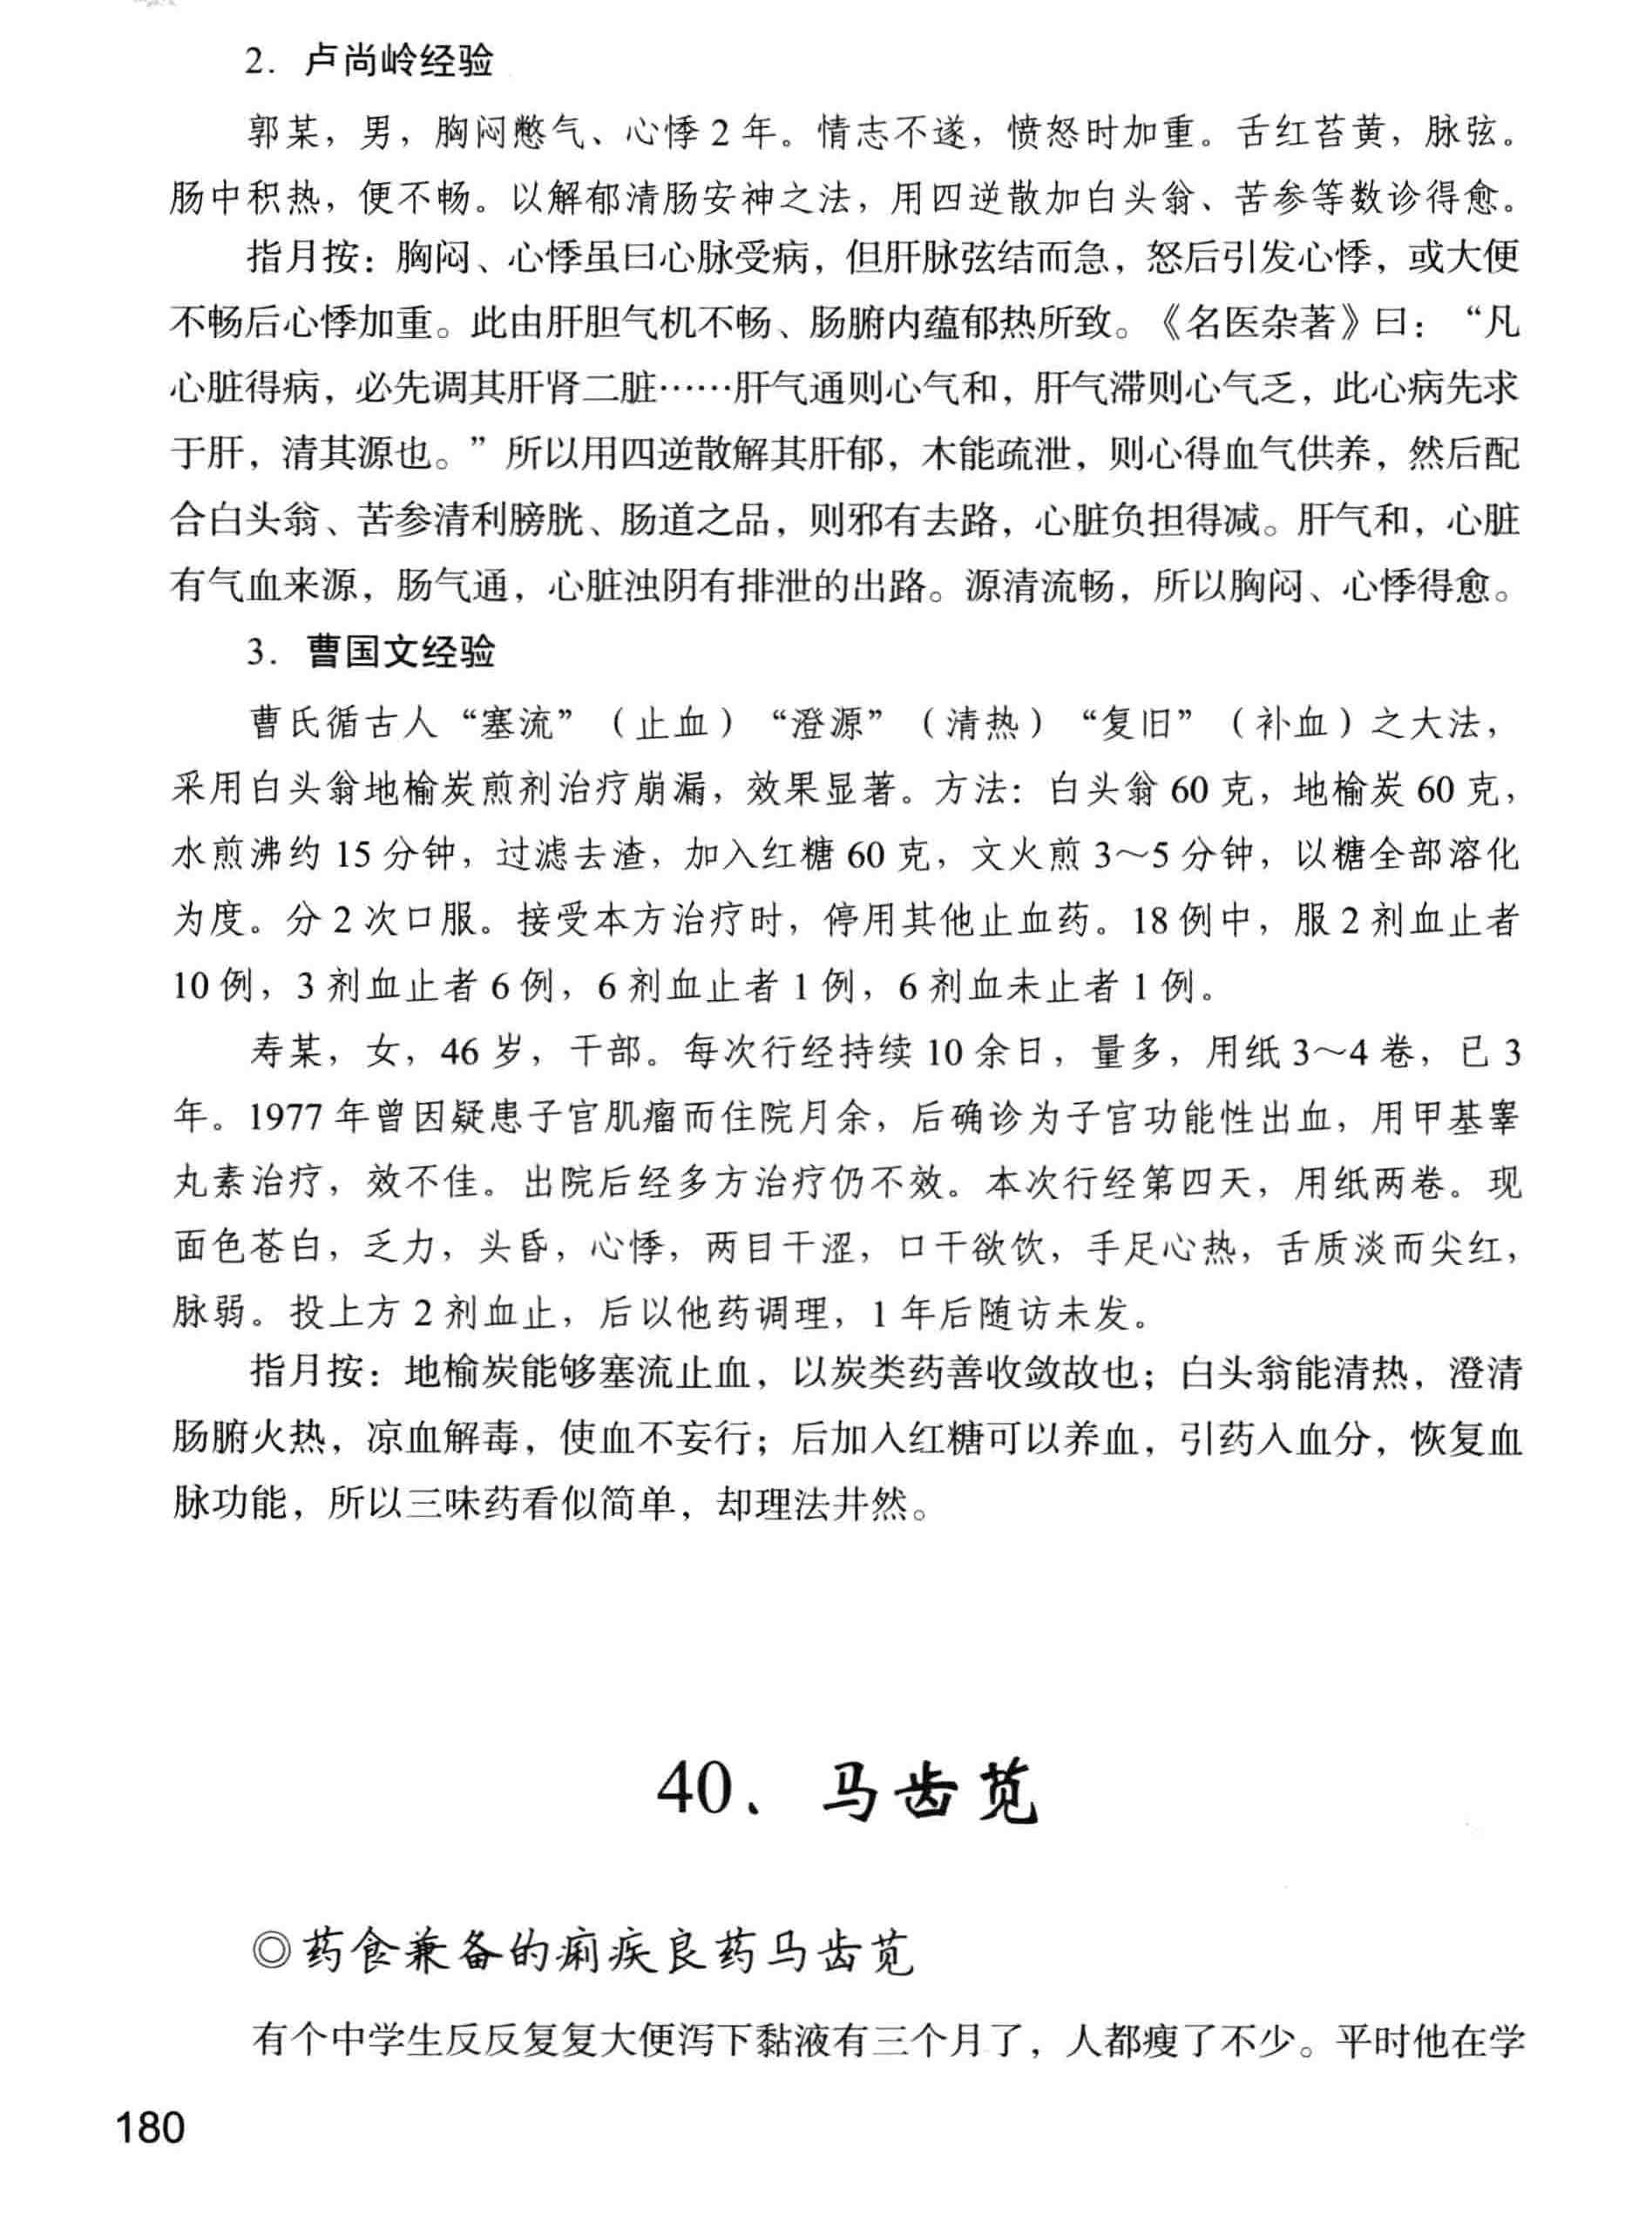 2. 卢尚岭经验
郭某，男，胸闷憋气、心悸 2 年。情志不遂，愤怒时加重。舌红苔黄，脉弦。
肠中积热，便不畅。以解郁清肠安神之法，用四逆散加白头翁、苦参等数诊得愈。
指月按：胸闷、心悸虽曰心脉受病，但肝脉弦结而急，怒后引发心悸，或大便
不畅后心悸加重。此由肝胆气机不畅、肠腑内蕴郁热所致。《名医杂著》曰：“凡
心脏得病，必先调其肝肾二脏……肝气通则心气和，肝气滞则心气乏，此心病先求
于肝，清其源也。”所以用四逆散解其肝郁，木能疏泄，则心得血气供养，然后配
合白头翁、苦参清利膀胱、肠道之品，则邪有去路，心脏负担得减。肝气和，心脏
有气血来源，肠气通，心脏浊阴有排泄的出路。源清流畅，所以胸闷、心悸得愈。
3. 曹国文经验
曹氏循古人“塞流”（止血）“澄源”（清热）“复旧”（补血）之大法，
采用白头翁地榆炭煎剂治疗崩漏，效果显著。方法：白头翁 60 克，地榆炭 60 克，
水煎沸约 15 分钟，过滤去渣，加入红糖 60 克，文火煎 3～5 分钟，以糖全部溶化
为度。分 2 次口服。接受本方治疗时，停用其他止血药。18 例中，服 2 剂血止者
10 例，3 剂血止者 6 例，6 剂血止者 1 例，6 剂血未止者 1 例。
寿某，女，46 岁，干部。每次行经持续 10 余日，量多，用纸 3～4 卷，已 3
年。1977 年曾因疑患子宫肌瘤而住院月余，后确诊为子宫功能性出血，用甲基睾
丸素治疗，效不佳。出院后经多方治疗仍不效。本次行经第四天，用纸两卷。现
面色苍白，乏力，头昏，心悸，两目干涩，口干欲饮，手足心热，舌质淡而尖红，
脉弱。投上方 2 剂血止，后以他药调理，1 年后随访未发。
指月按：地榆炭能够塞流止血，以炭类药善收敛故也；白头翁能清热，澄清
肠腑火热，凉血解毒，使血不妄行；后加入红糖可以养血，引药入血分，恢复血
脉功能，所以三味药看似简单，却理法井然。
40、马齿苋
◎药食兼备的痢疾良药马齿苋
有个中学生反反复复大便泻下黏液有三个月了，人都瘦了不少。平时他在学
180